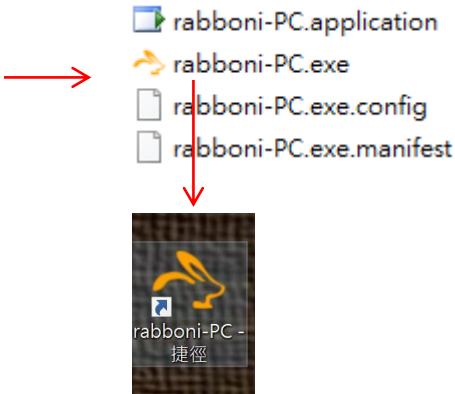 rabboni-PC.application
rabboni-PC.exe
rabboni-PC.exe.config
rabboni-PC.exe.manifest
rabboni-PC -
捷徑